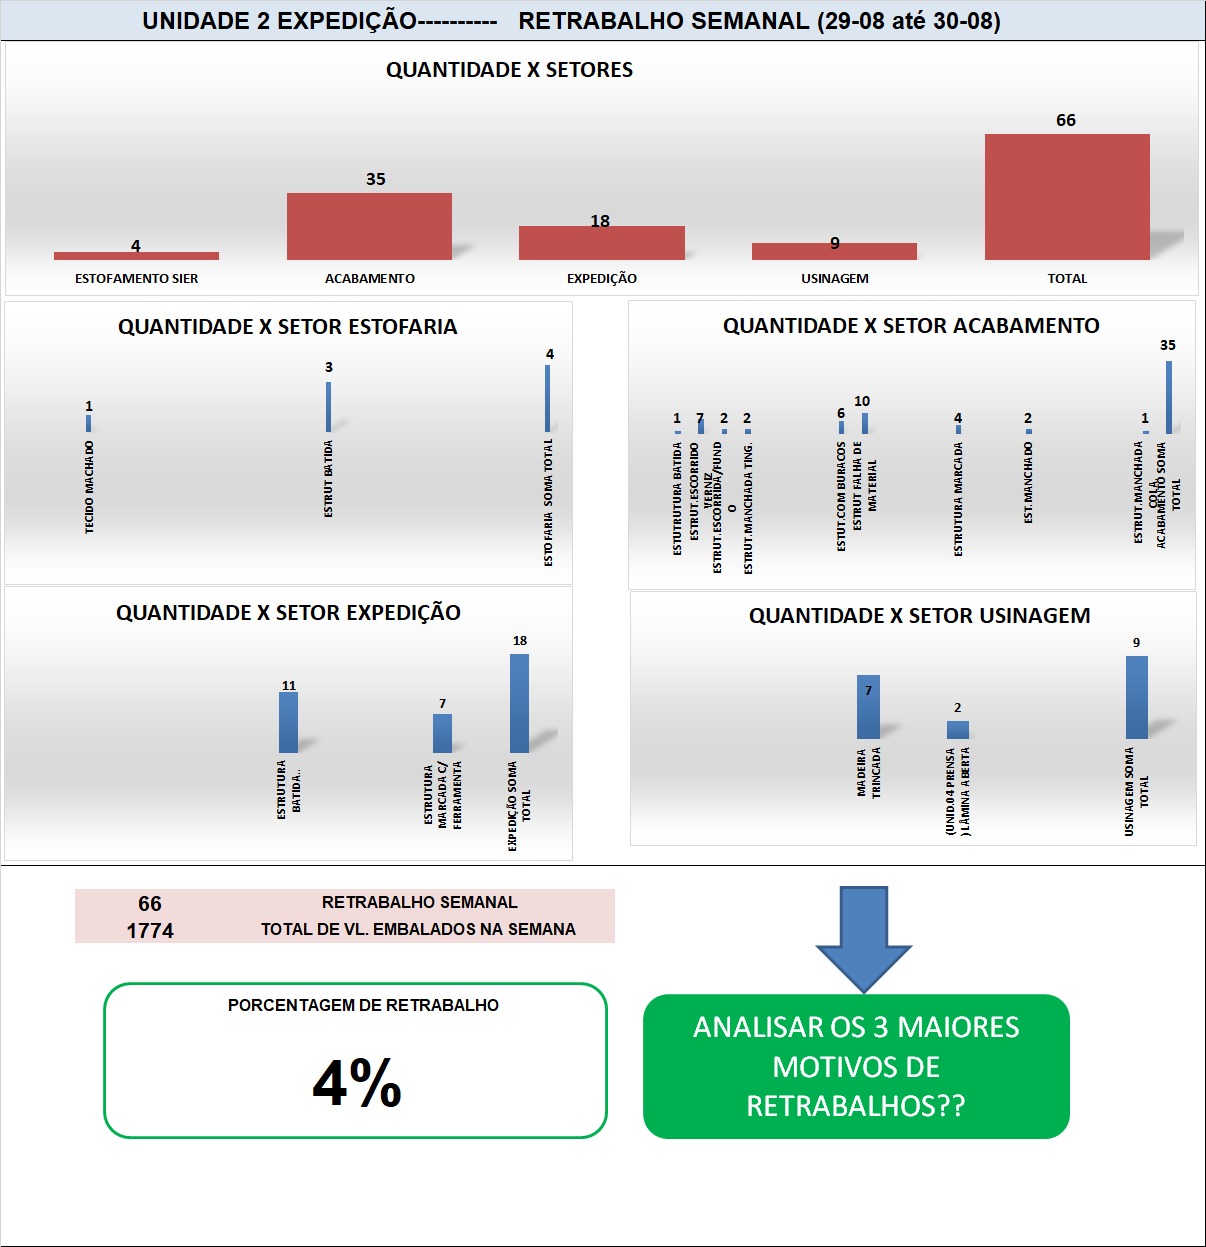 UNIDADE 2 EXPEDIÇÃO---------- RETRABALHO SEMANAL (29-08 até 30-08)
QUANTIDADE X SETORES
4
35
18
9
66
ESTOFAMENTO SIER
ACABAMENTO
EXPEDIÇÃO
USINAGEM
TOTAL
QUANTIDADE X SETOR ESTOFARIA
1
3
4
TECIDO MACHADO
ESTRUT BATIDA
ESTOFARIA SOMA TOTAL
QUANTIDADE X SETOR ACABAMENTO
1
7
2
2
6
10
4
2
1
35
ESTUTRUTURA BATIDA
ESTRUT.ESCORRIDO
VERNIZ
ESTRUT.ESCORRIDA/FUND
O
ESTRUT.MANCHADA TING.
ESTUT.COM BURACOS
ESTRUT FALHA DE
MATERIAL
ESTRUTURA MARCADA
EST.MANCHADO
ESTRUT.MANCHADA
COLA
ACABAMENTO SOMA
TOTAL
QUANTIDADE X SETOR EXPEDIÇÃO
11
7
18
ESTRUTURA
BATIDA..
ESTRUTURA
MARCADA C/
FERRAMENTA
EXPEDIÇÃO SOMA
TOTAL
QUANTIDADE X SETOR USINAGEM
7
2
9
MADEIRA
TRINCADA
(UNID.04 PRENSA
) LÂMINA ABERTA
USINAGEM SOMA
TOTAL
66 RETRABALHO SEMANAL
1774 TOTAL DE VL. EMBALADOS NA SEMANA
PORCENTAGEM DE RETRABALHO
4%
ANALISAR OS 3 MAIORES
MOTIVOS DE
RETRABALHOS??